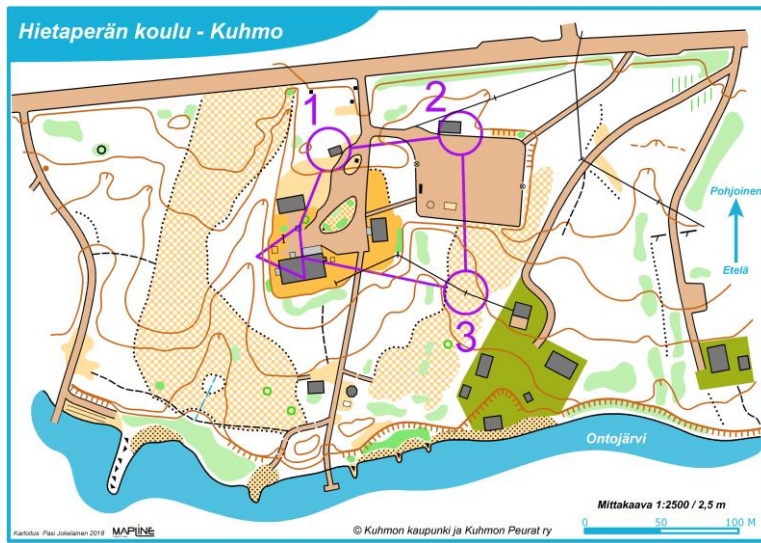 Hietaperän koulu - Kuhmo
1
2
Pohjoinen
Etelä
3
Ontojärvi
Mittakaava 1:2500 / 2,5 m
0 50 100 M
Kartoitus: Pasi Jokelainen 2018 MAPLINE
© Kuhmon kaupunki ja Kuhmon Peurat ry